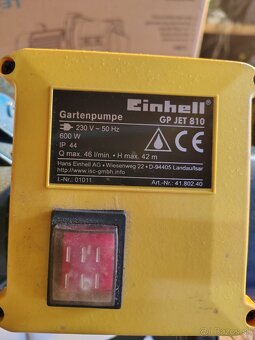 Einhell®
Gartenpumpe GP JET 810
230 V ~ 50 Hz
600 W
IP 44
Q max. 46 l/min. • H max. 42 m
Hans Einhell AG • Wiesenweg 22 • D-94405 Landau/Isar
http://www.isc-gmbh.info
I.-Nr.: 01011 Art.-Nr.: 41.802.40